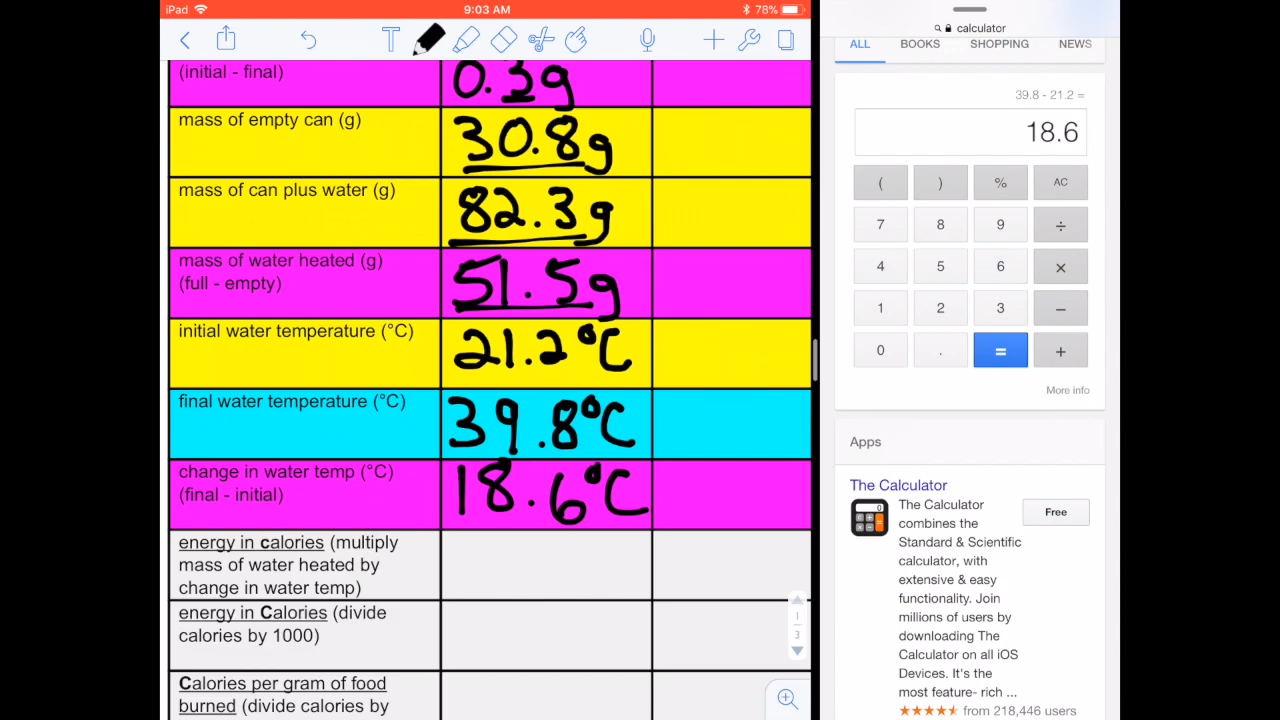 iPad
9:03 AM
78%
(initial - final)
0.3g
mass of empty can (g)
30.8g
mass of can plus water (g)
82.3g
mass of water heated (g)
(full - empty)
51.5g
initial water temperature (°C)
21.2°C
final water temperature (°C)
39.8°C
change in water temp (°C)
(final - initial)
18.6°C
energy in calories (multiply
mass of water heated by
change in water temp)
energy in Calories (divide
calories by 1000)
Calories per gram of food
burned (divide calories by
1
3
calculator
ALL BOOKS SHOPPING NEWS
39.8 - 21.2 =
18.6
( ) % AC
7 8 9 ÷
4 5 6 ×
1 2 3 −
0 . = +
More info
Apps
The Calculator
The Calculator
combines the
Standard & Scientific
calculator, with
extensive & easy
functionality. Join
millions of users by
downloading The
Calculator on all iOS
Devices. It's the
most feature- rich ...
Free
from 218,446 users